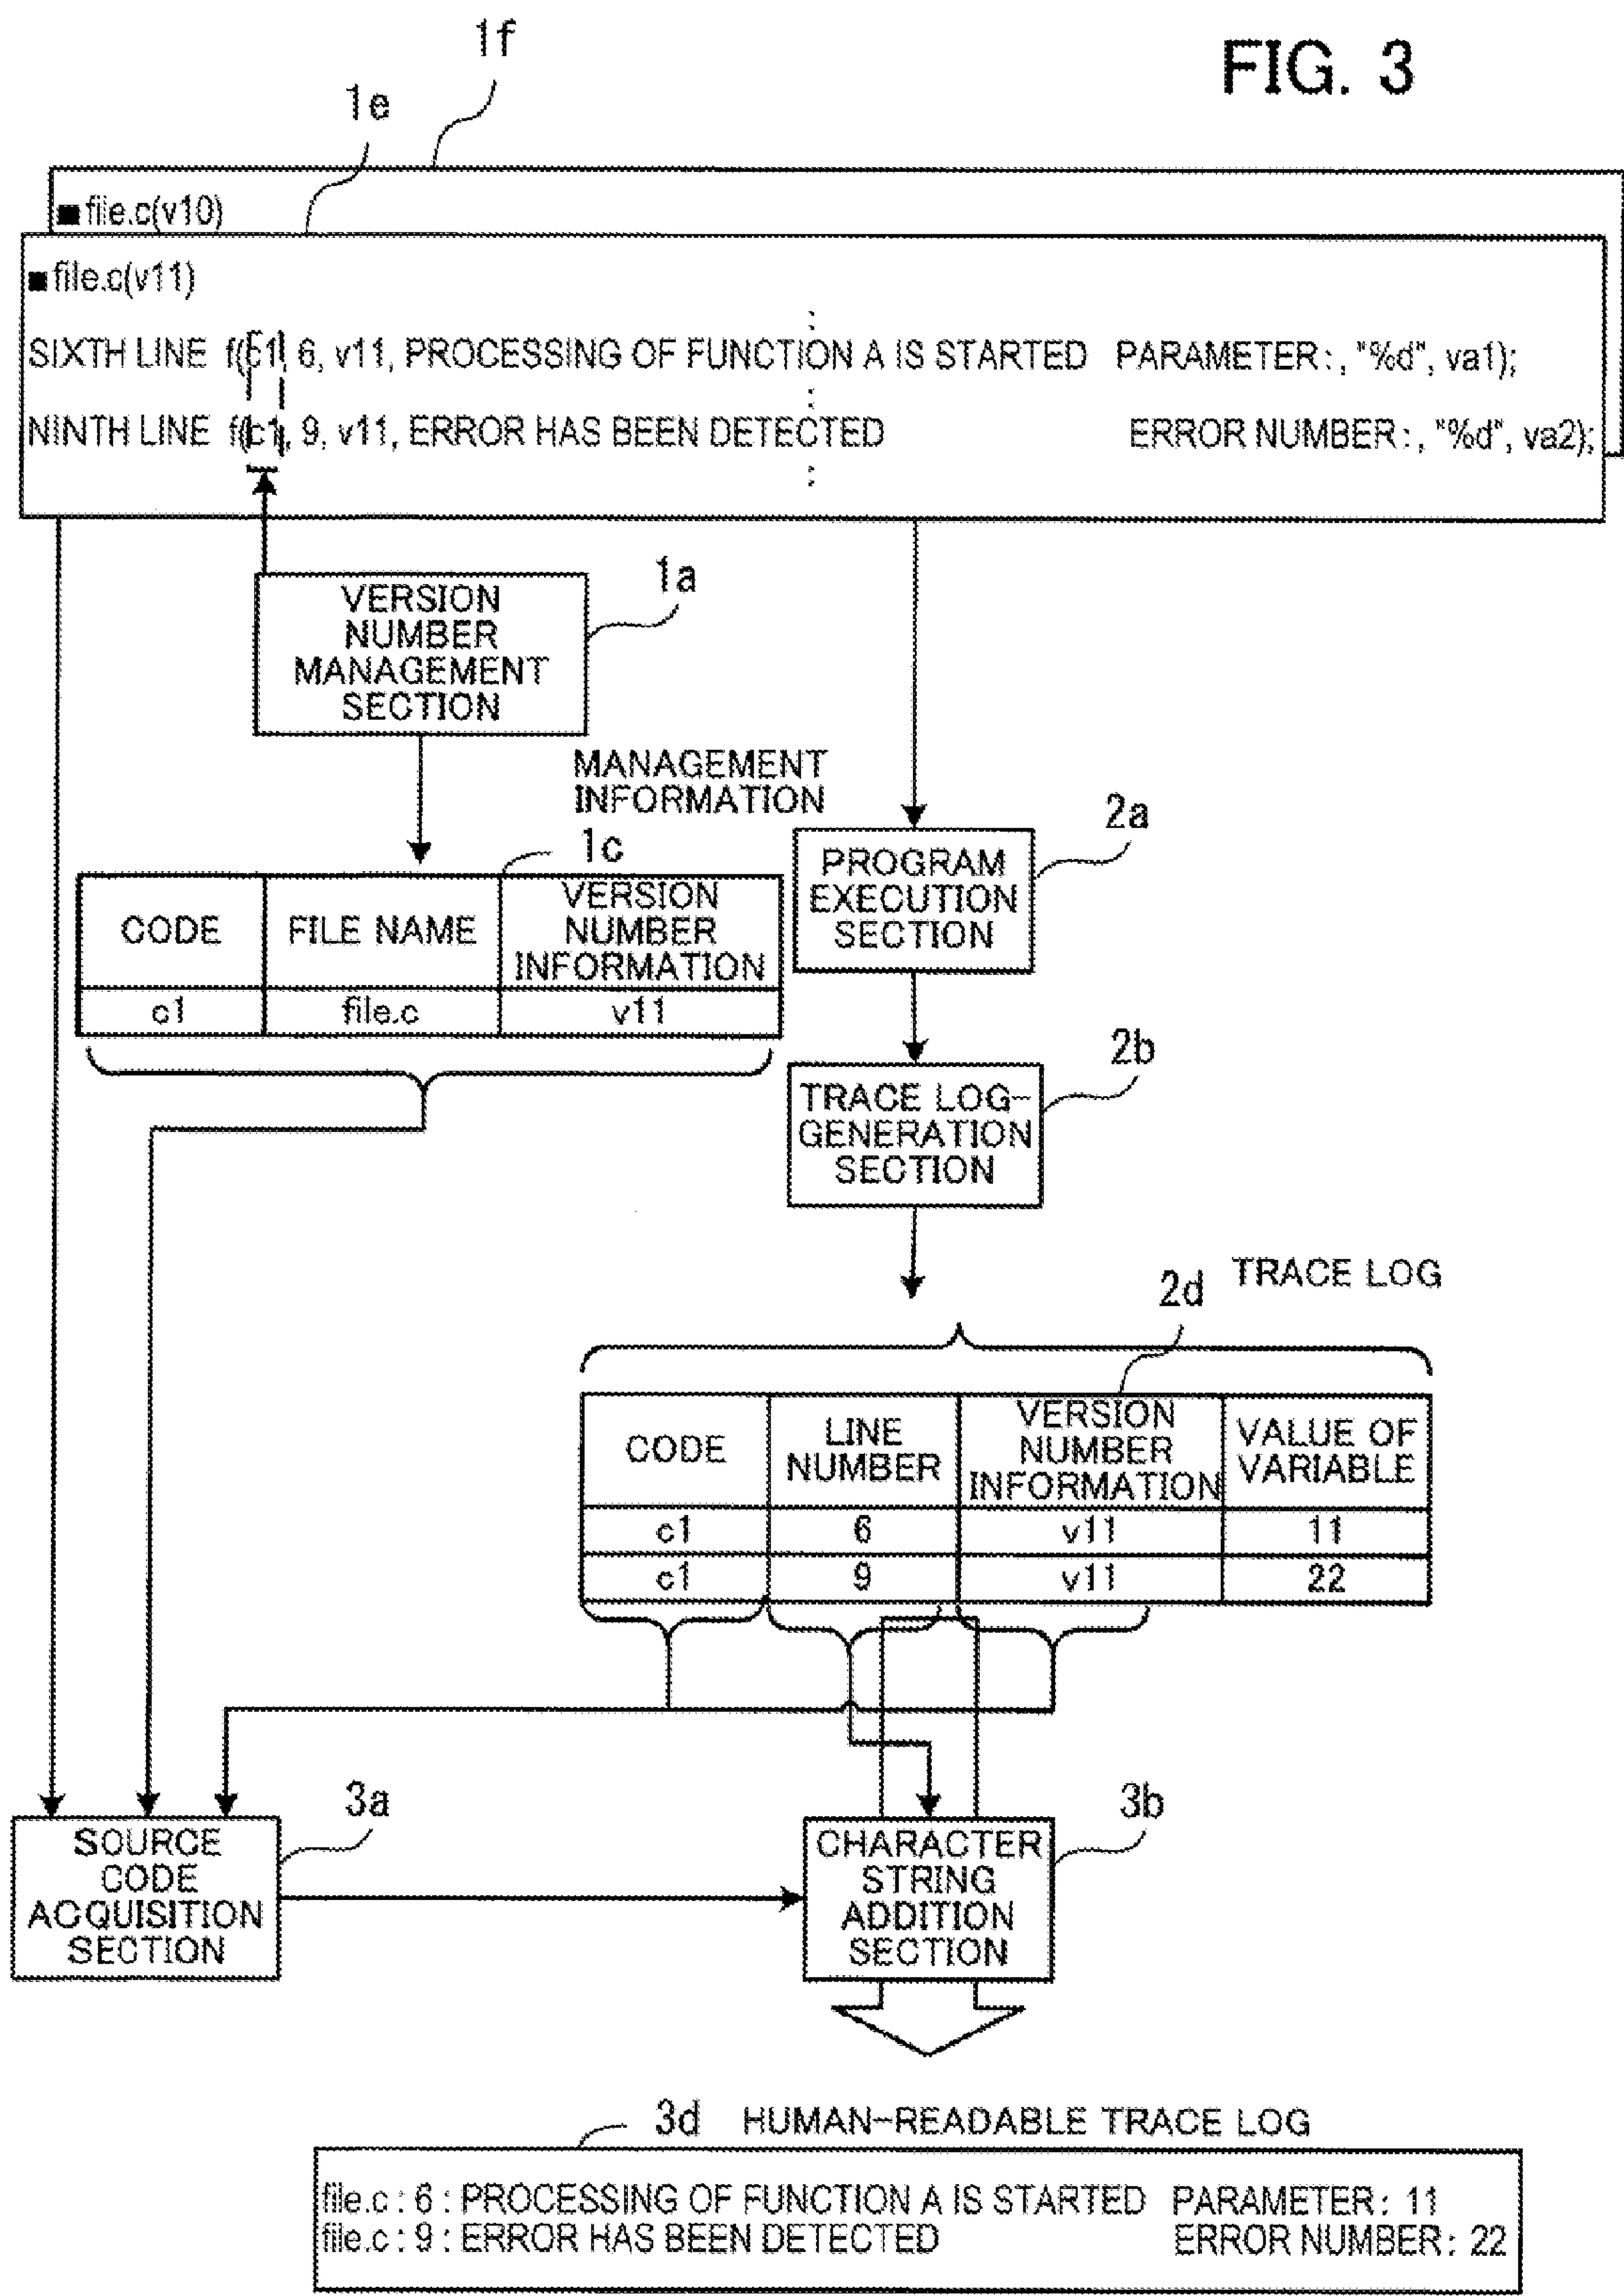 FIG. 3
1f
1e
■file.c(v10)
■file.c(v11)
SIXTH LINE f(c1, 6, v11, PROCESSING OF FUNCTION A IS STARTED PARAMETER:, "%d", va1);
NINTH LINE f(c1, 9, v11, ERROR HAS BEEN DETECTED ERROR NUMBER:, "%d", va2);
1a
VERSION
NUMBER
MANAGEMENT
SECTION
MANAGEMENT
INFORMATION
1c
CODE FILE NAME VERSION NUMBER INFORMATION
c1 file.c v11
2a
PROGRAM
EXECUTION
SECTION
2b
TRACE LOG-
GENERATION
SECTION
2d TRACE LOG
CODE LINE NUMBER VERSION NUMBER INFORMATION VALUE OF VARIABLE
c1 6 v11 11
c1 9 v11 22
3a
SOURCE
CODE
ACQUISITION
SECTION
3b
CHARACTER
STRING
ADDITION
SECTION
3d HUMAN-READABLE TRACE LOG
file.c : 6 : PROCESSING OF FUNCTION A IS STARTED PARAMETER: 11
file.c : 9 : ERROR HAS BEEN DETECTED ERROR NUMBER: 22